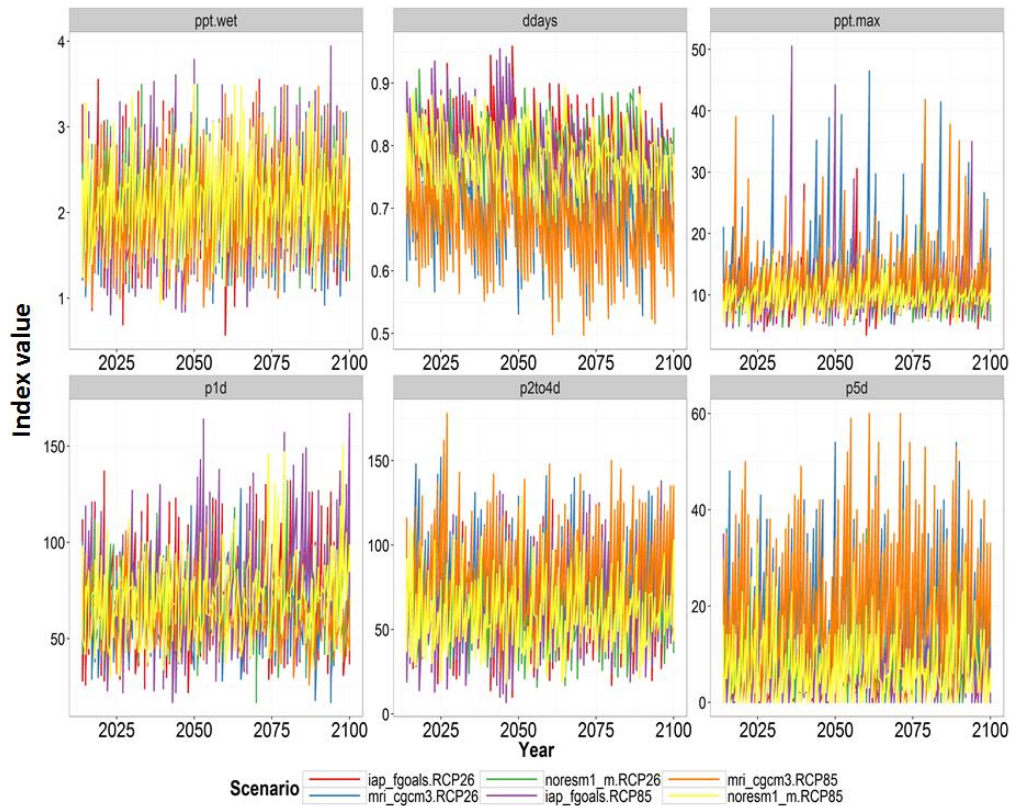 ppt.wet ddays ppt.max
4
3
2
1
0.9
0.8
0.7
0.6
0.5
50
40
30
20
10
2025 2050 2075 2100 2025 2050 2075 2100 2025 2050 2075 2100
Index value
p1d p2to4d p5d
150
100
50
150
100
50
0
60
40
20
0
2025 2050 2075 2100 2025 2050 2075 2100 2025 2050 2075 2100
Year
Scenario
iap_fgoals.RCP26 noresm1_m.RCP26 mri_cgcm3.RCP85
mri_cgcm3.RCP26 iap_fgoals.RCP85 noresm1_m.RCP85